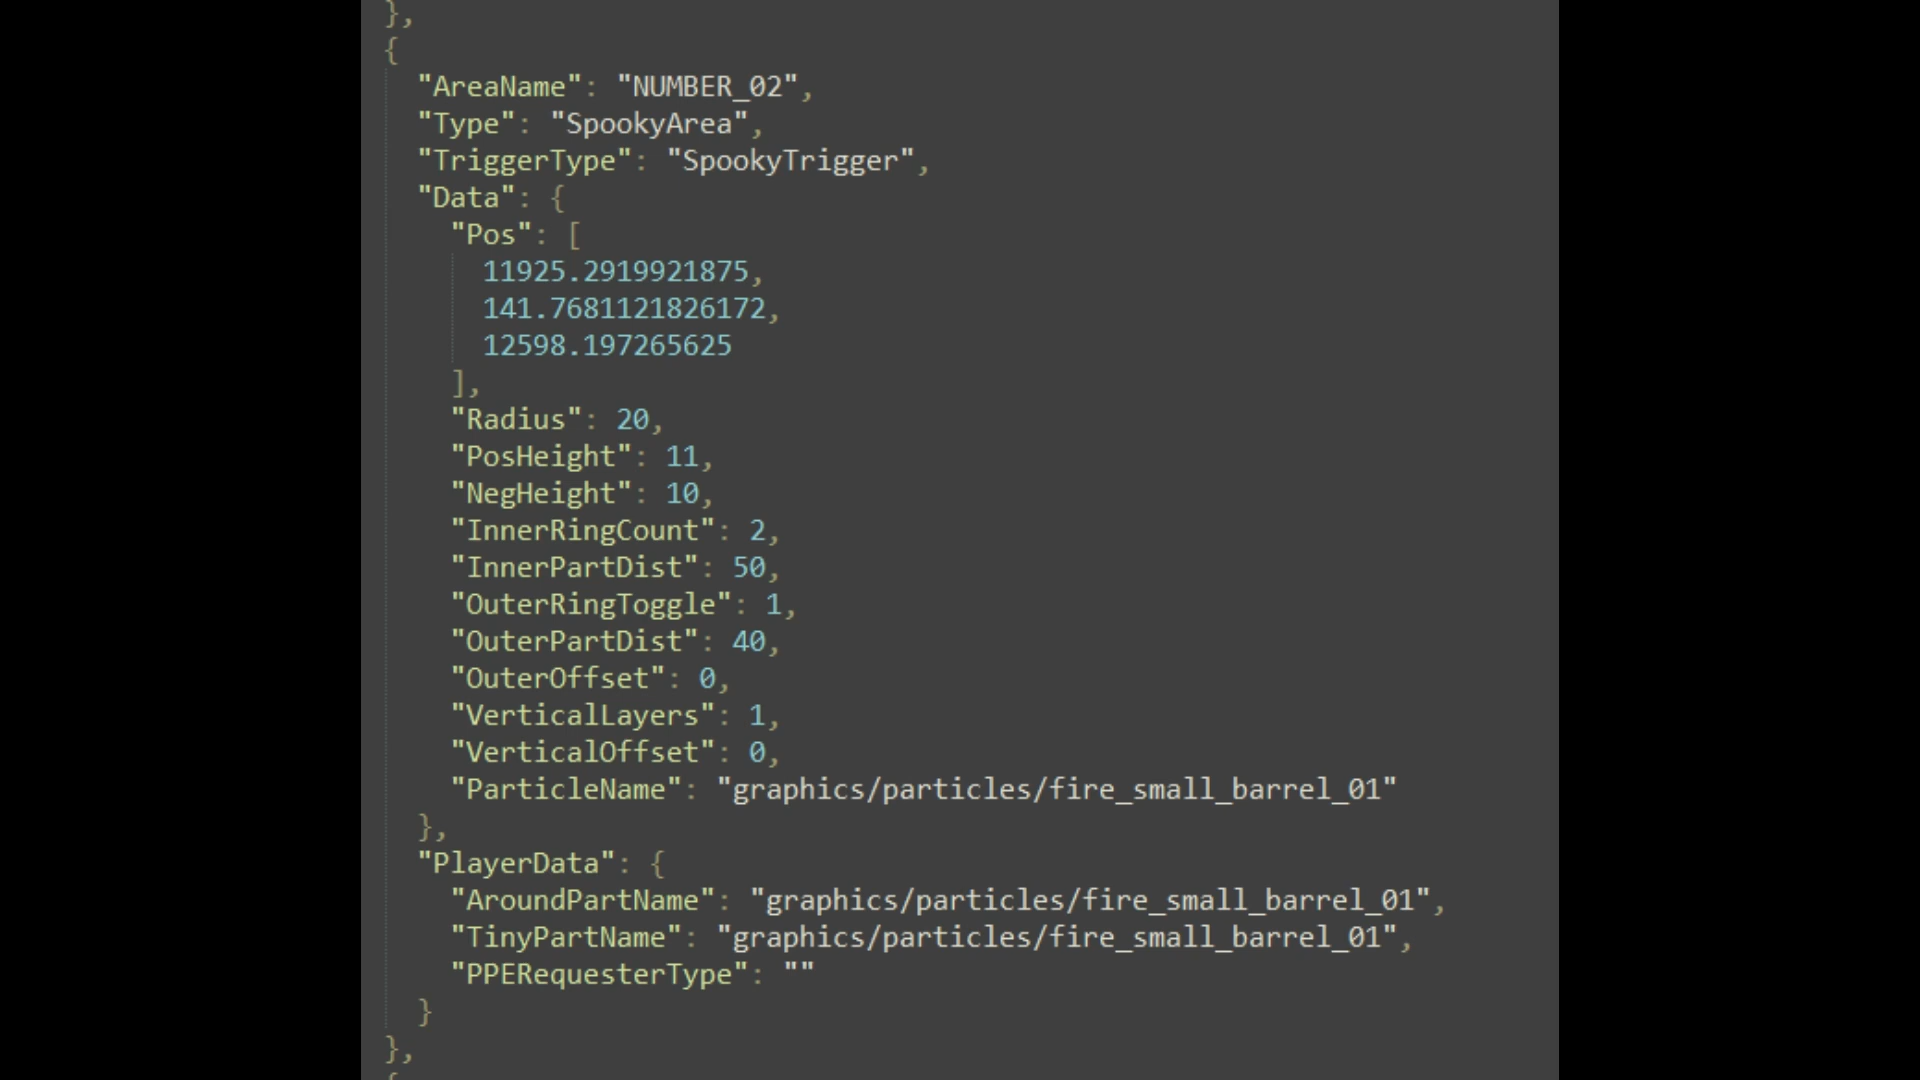 },
{
"AreaName": "NUMBER_02",
"Type": "SpookyArea",
"TriggerType": "SpookyTrigger",
"Data": {
"Pos": [
11925.2919921875,
141.7681121826172,
12598.197265625
],
"Radius": 20,
"PosHeight": 11,
"NegHeight": 10,
"InnerRingCount": 2,
"InnerPartDist": 50,
"OuterRingToggle": 1,
"OuterPartDist": 40,
"OuterOffset": 0,
"VerticalLayers": 1,
"VerticalOffset": 0,
"ParticleName": "graphics/particles/fire_small_barrel_01"
},
"PlayerData": {
"AroundPartName": "graphics/particles/fire_small_barrel_01",
"TinyPartName": "graphics/particles/fire_small_barrel_01",
"PPERequesterType": ""
}
},